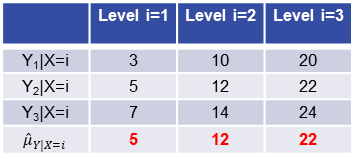 Level i=1 Level i=2 Level i=3
Y₁|X=i 3 10 20
Y₂|X=i 5 12 22
Y₃|X=i 7 14 24
μ̂_{Y|X=i} 5 12 22